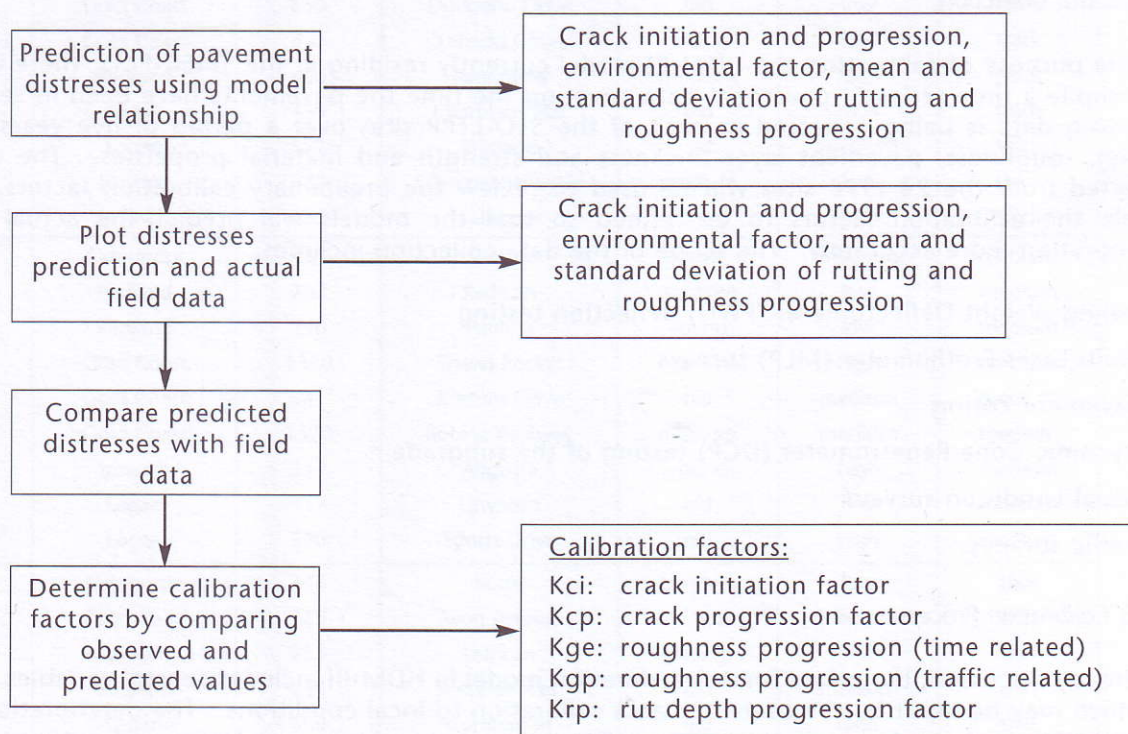 Prediction of pavement
distresses using model
relationship
Crack initiation and progression,
environmental factor, mean and
standard deviation of rutting and
roughness progression
Plot distresses
prediction and actual
field data
Crack initiation and progression,
environmental factor, mean and
standard deviation of rutting and
roughness progression
Compare predicted
distresses with field
data
Determine calibration
factors by comparing
observed and
predicted values
Calibration factors:
Kci: crack initiation factor
Kcp: crack progression factor
Kge: roughness progression (time related)
Kgp: roughness progression (traffic related)
Krp: rut depth progression factor